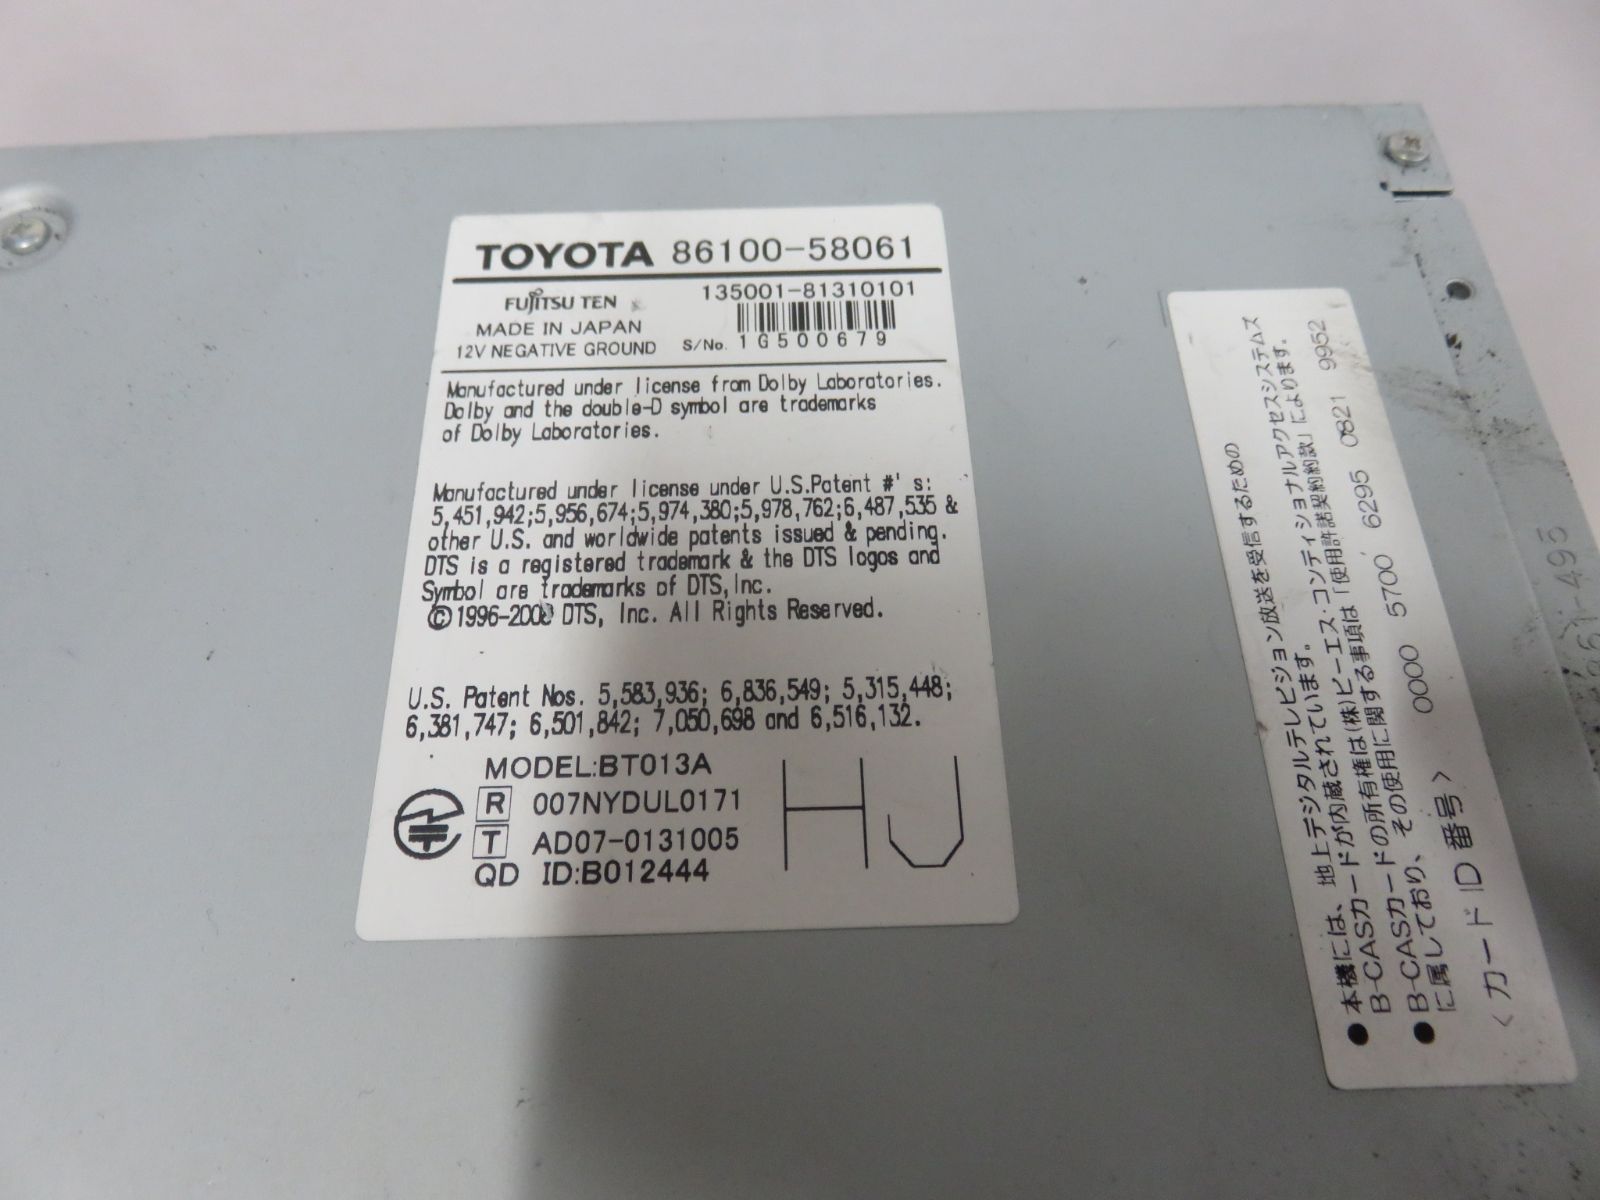 TOYOTA 86100-58061
FUJITSU TEN 135001-81310101
MADE IN JAPAN
12V NEGATIVE GROUND S/No. 1G500679
Manufactured under license from Dolby Laboratories.
Dolby and the double-D symbol are trademarks
of Dolby Laboratories.
Manufactured under license under U.S.Patent #' s:
5,451,942;5,956,674;5,974,380;5,978,762;6,487,535 &
other U.S. and worldwide patents issued & pending.
DTS is a registered trademark & the DTS logos and
Symbol are trademarks of DTS,Inc.
© DTS, Inc. All Rights Reserved.
U.S. Patent Nos. 5,583,936; 6,836,549; 5,315,448;
6,381,747; 6,501,842; 7,050,698 and 6,516,132.
MODEL:BT013A
R 007NYDUL0171
T AD07-0131005
QD ID:B012444
HU
●本機には、地上デジタルテレビジョン放送を受信するための
B-CASカードが内蔵されています。
●B-CASカードの所有権は(株)ビーエス・コンディショナルアクセスシステムズ
に属しており、その使用に関する事項は「使用許諾契約約款」によります。
〈カードID番号〉 0000 5700 6295 0821 9952